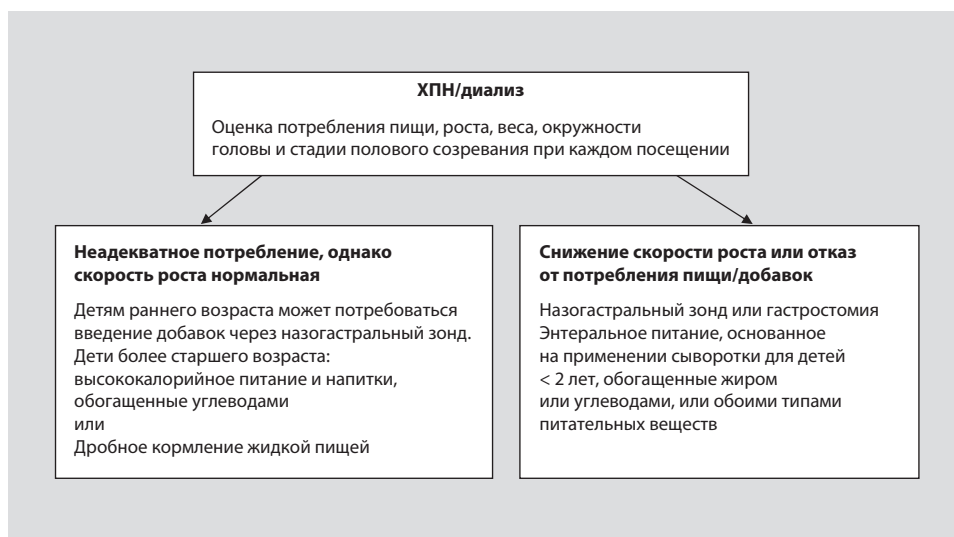 ХПН/диализ
Оценка потребления пищи, роста, веса, окружности
головы и стадии полового созревания при каждом посещении
Неадекватное потребление, однако
скорость роста нормальная
Детям раннего возраста может потребоваться
введение добавок через назогастральный зонд.
Дети более старшего возраста:
высококалорийное питание и напитки,
обогащенные углеводами
или
Дробное кормление жидкой пищей
Снижение скорости роста или отказ
от потребления пищи/добавок
Назогастральный зонд или гастростомия
Энтеральное питание, основанное
на применении сыворотки для детей
< 2 лет, обогащенные жиром
или углеводами, или обоими типами
питательных веществ